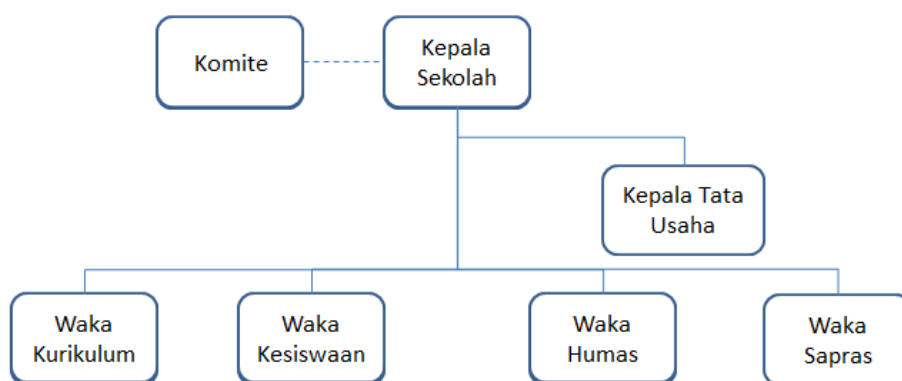 Komite
Kepala
Sekolah
Kepala Tata
Usaha
Waka
Kurikulum
Waka
Kesiswaan
Waka
Humas
Waka
Sapras